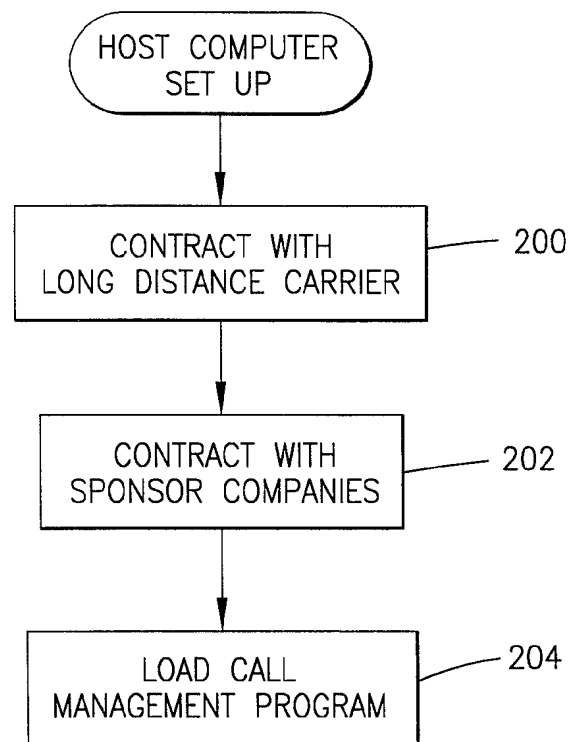 HOST COMPUTER
SET UP
CONTRACT WITH
LONG DISTANCE CARRIER
200
CONTRACT WITH
SPONSOR COMPANIES
202
LOAD CALL
MANAGEMENT PROGRAM
204